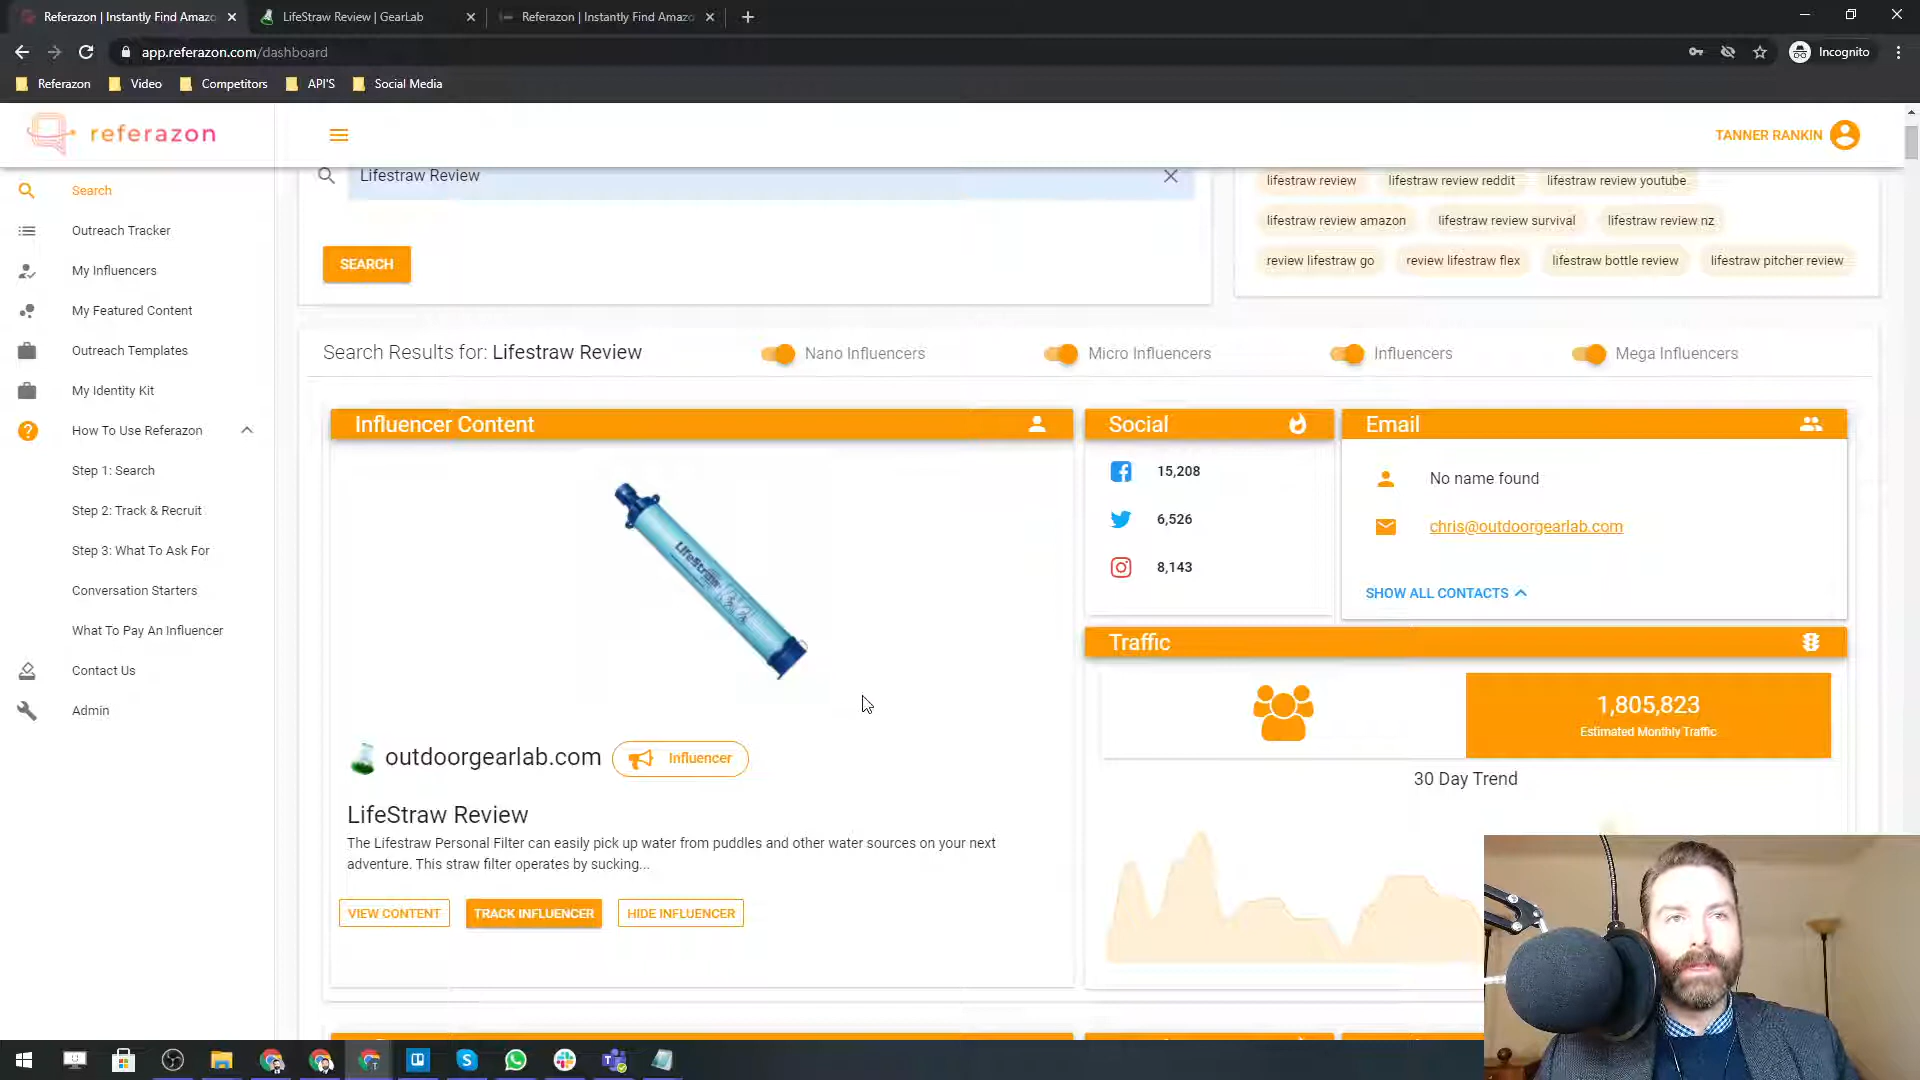 Referazon | Instantly Find Amazo
LifeStraw Review | GearLab
Referazon | Instantly Find Amazo
app.referazon.com/dashboard
Incognito
Referazon
Video
Competitors
API'S
Social Media
referazon
TANNER RANKIN
Search
Outreach Tracker
My Influencers
My Featured Content
Outreach Templates
My Identity Kit
How To Use Referazon
Step 1: Search
Step 2: Track & Recruit
Step 3: What To Ask For
Conversation Starters
What To Pay An Influencer
Contact Us
Admin
Lifestraw Review
SEARCH
lifestraw review
lifestraw review reddit
lifestraw review youtube
lifestraw review amazon
lifestraw review survival
lifestraw review nz
review lifestraw go
review lifestraw flex
lifestraw bottle review
lifestraw pitcher review
Search Results for: Lifestraw Review
Nano Influencers
Micro Influencers
Influencers
Mega Influencers
Influencer Content
LifeStraw
outdoorgearlab.com
Influencer
LifeStraw Review
The Lifestraw Personal Filter can easily pick up water from puddles and other water sources on your next
adventure. This straw filter operates by sucking...
VIEW CONTENT
TRACK INFLUENCER
HIDE INFLUENCER
Social
15,208
6,526
8,143
Email
No name found
chris@outdoorgearlab.com
SHOW ALL CONTACTS
Traffic
1,805,823
Estimated Monthly Traffic
30 Day Trend